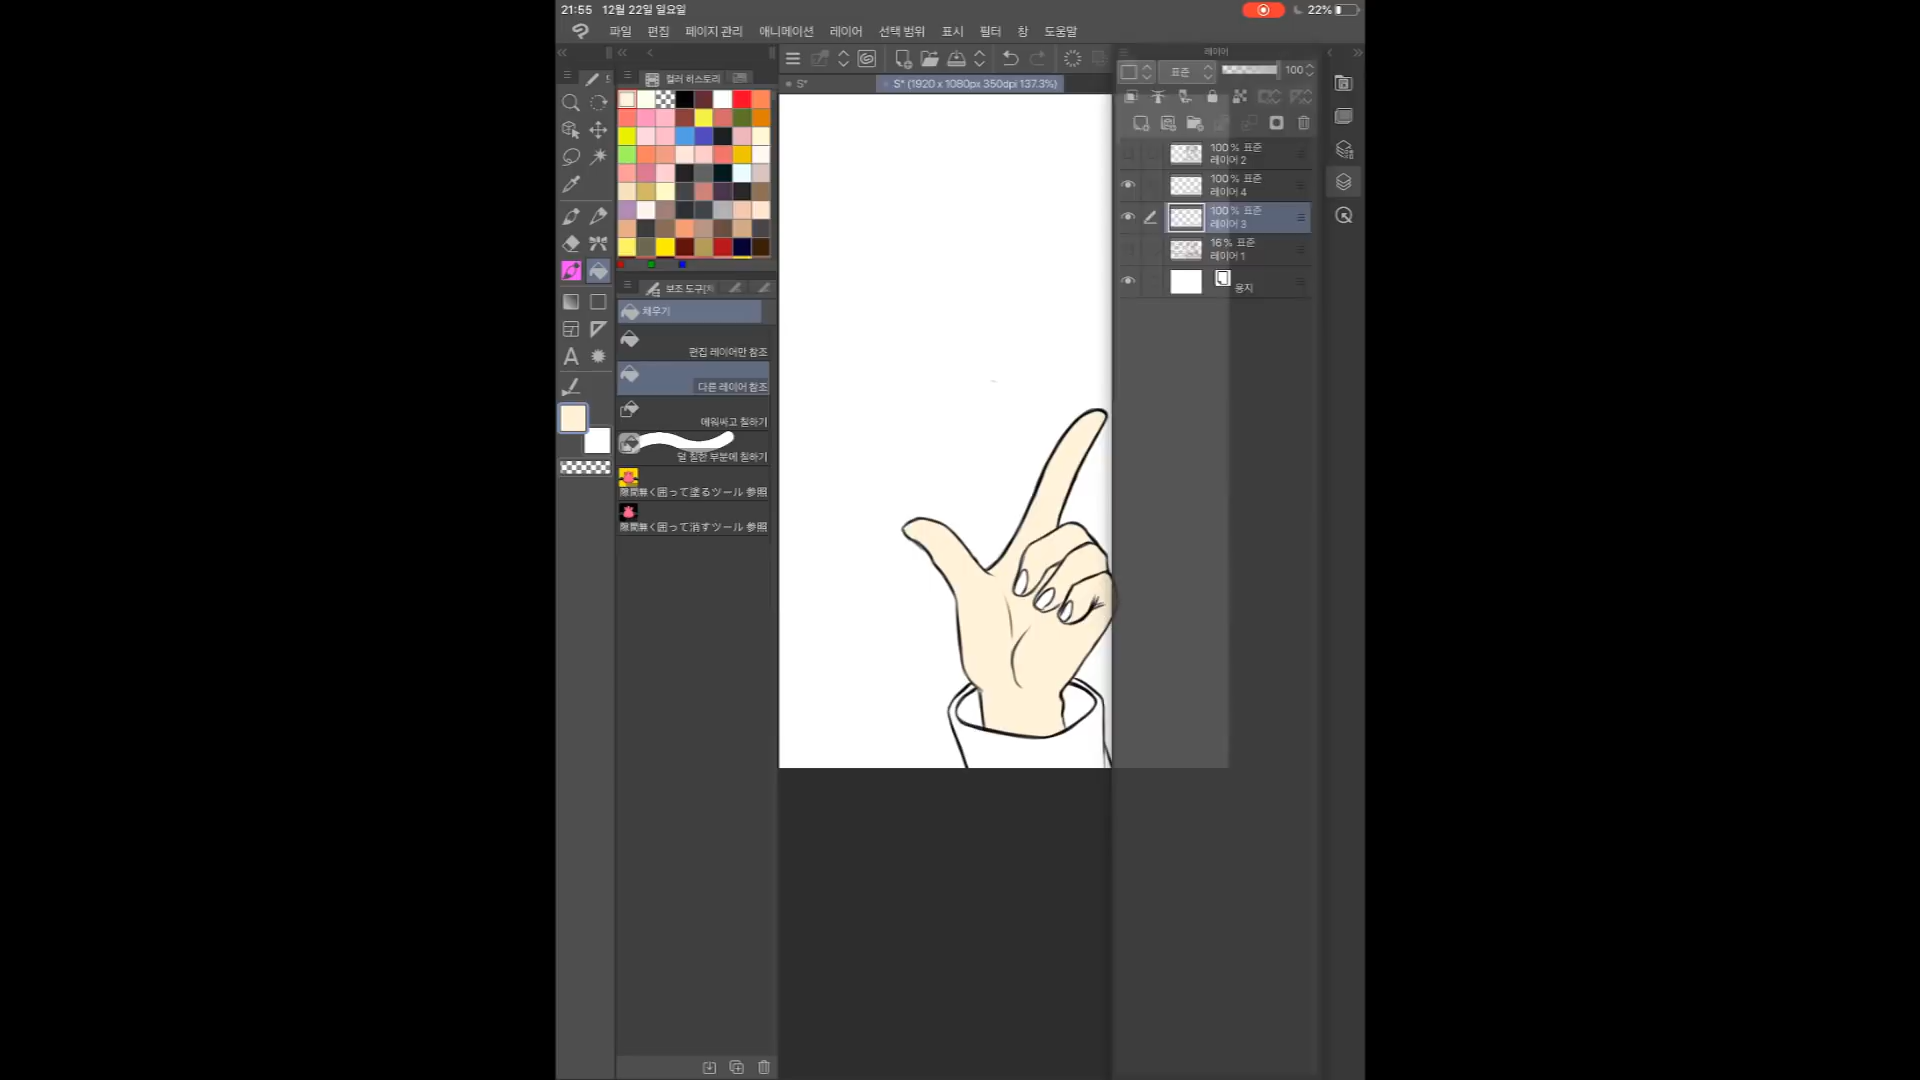 21:55 12월 22일 일요일
22%
파일 편집 페이지 관리 애니메이션 레이어 선택 범위 표시 필터 창 도움말
레이어
컬러 히스토리
표준 100
S*
S* (1920 x 1080px 350dpi 137.3%)
100 % 표준
레이어 2
100 % 표준
레이어 4
100 % 표준
레이어 3
16 % 표준
레이어 1
용지
보조 도구
채우기
편집 레이어만 참조
다른 레이어 참조
에워싸고 칠하기
덜 칠한 부분에 칠하기
隙間無く囲って塗るツール 参照
隙間無く囲って消すツール 参照
A